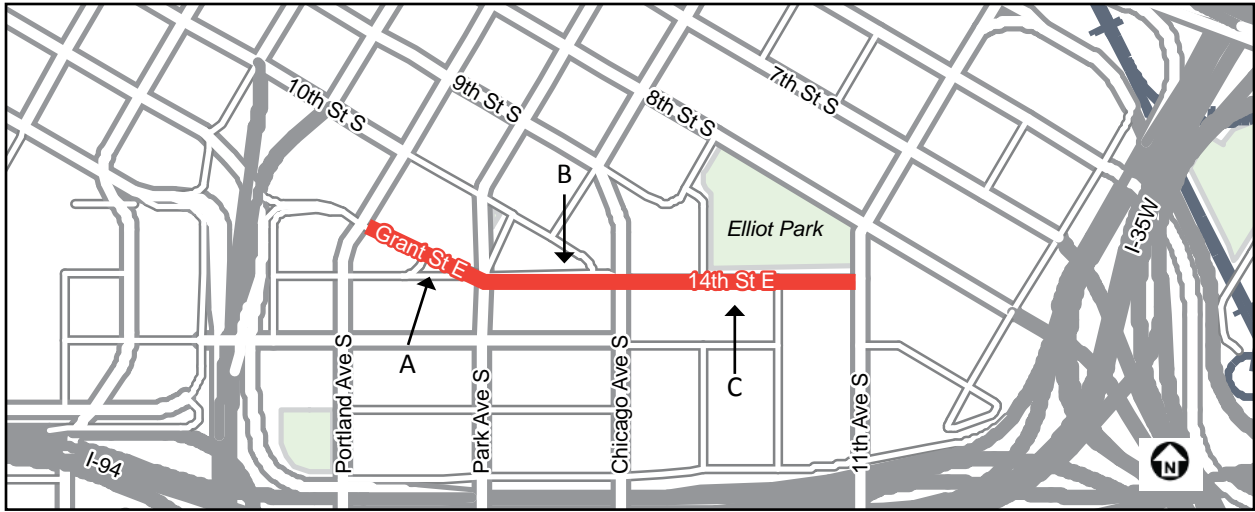 10th St S
9th St S
8th St S
7th St S
B
Grant St E
Elliot Park
I-35W
14th St E
A
C
Portland Ave S
Park Ave S
Chicago Ave S
11th Ave S
I-94
N